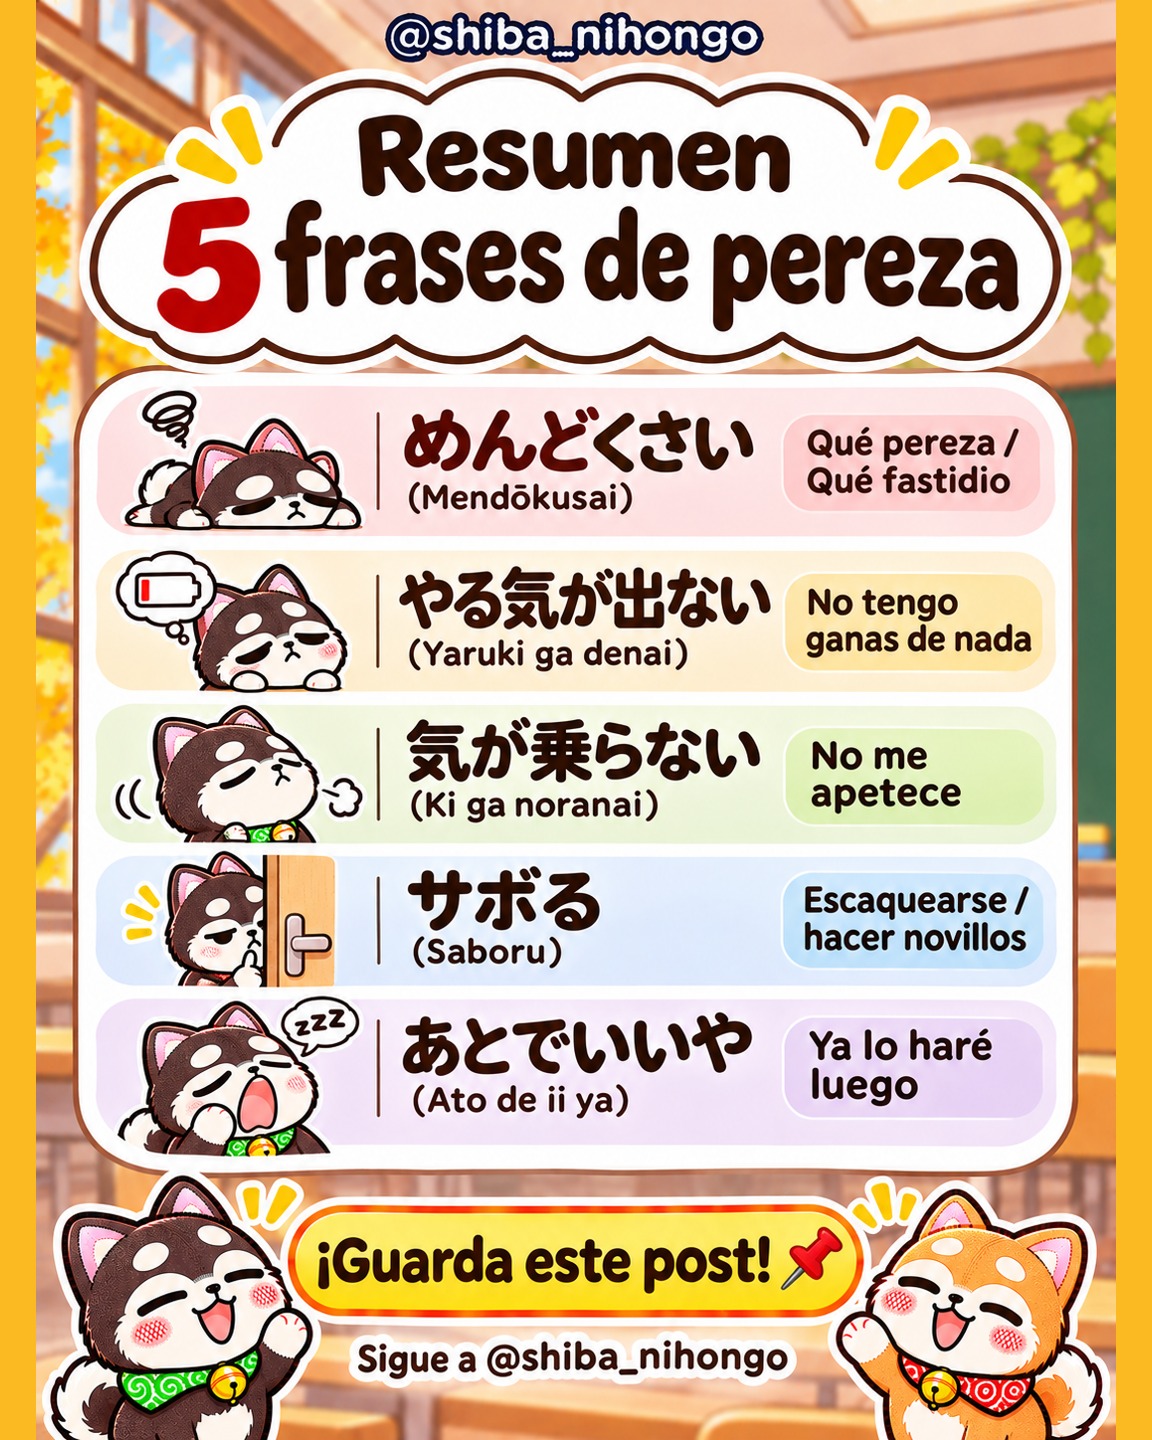 @shiba_nihongo
Resumen
5 frases de pereza
めんどくさい
(Mendōkusai)
Qué pereza /
Qué fastidio
やる気が出ない
(Yaruki ga denai)
No tengo
ganas de nada
気が乗らない
(Ki ga noranai)
No me
apetece
サボる
(Saboru)
Escaquearse /
hacer novillos
zzz
あとでいいや
(Ato de ii ya)
Ya lo haré
luego
¡Guarda este post!
Sigue a @shiba_nihongo